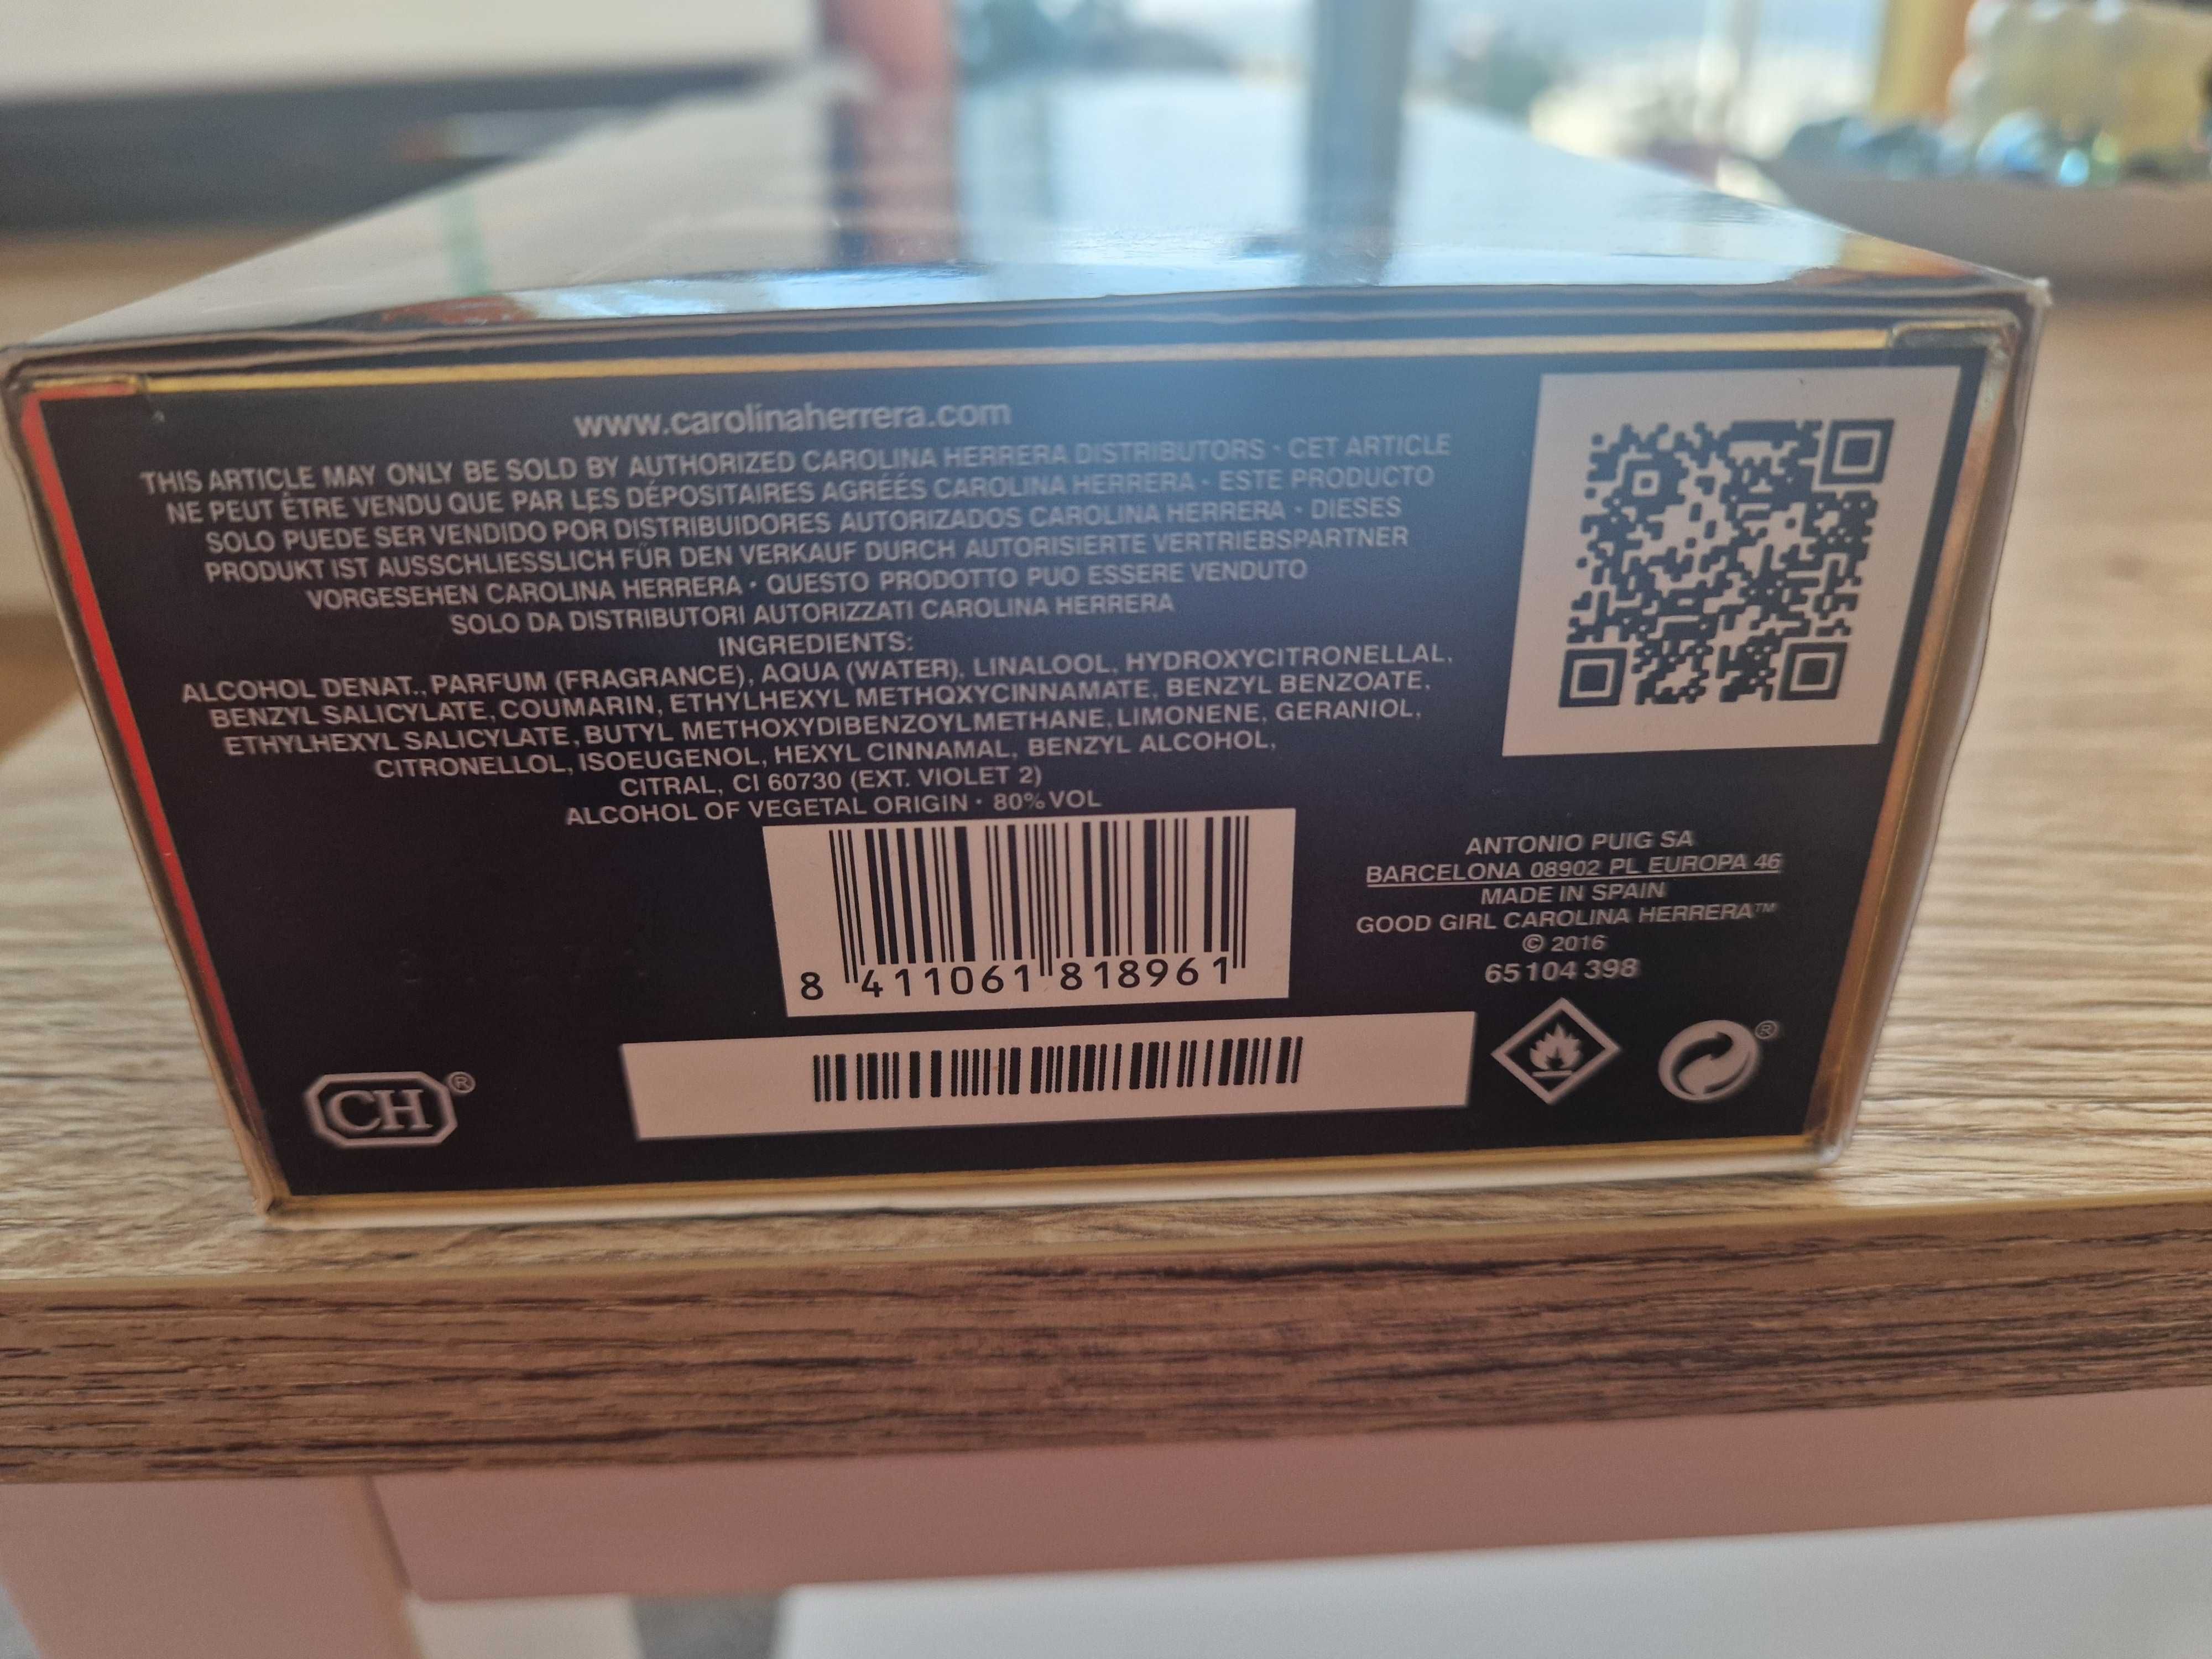 www.carolinaherrera.com
THIS ARTICLE MAY ONLY BE SOLD BY AUTHORIZED CAROLINA HERRERA DISTRIBUTORS · CET ARTICLE
NE PEUT ÊTRE VENDU QUE PAR LES DÉPOSITAIRES AGRÉÉS CAROLINA HERRERA · ESTE PRODUCTO
SOLO PUEDE SER VENDIDO POR DISTRIBUIDORES AUTORIZADOS CAROLINA HERRERA · DIESES
PRODUKT IST AUSSCHLIESSLICH FÜR DEN VERKAUF DURCH AUTORISIERTE VERTRIEBSPARTNER
VORGESEHEN CAROLINA HERRERA · QUESTO PRODOTTO PUO ESSERE VENDUTO
SOLO DA DISTRIBUTORI AUTORIZZATI CAROLINA HERRERA
INGREDIENTS:
ALCOHOL DENAT., PARFUM (FRAGRANCE), AQUA (WATER), LINALOOL, HYDROXYCITRONELLAL,
BENZYL SALICYLATE, COUMARIN, ETHYLHEXYL METHOXYCINNAMATE, BENZYL BENZOATE,
ETHYLHEXYL SALICYLATE, BUTYL METHOXYDIBENZOYLMETHANE, LIMONENE, GERANIOL,
CITRONELLOL, ISOEUGENOL, HEXYL CINNAMAL, BENZYL ALCOHOL,
CITRAL, CI 60730 (EXT. VIOLET 2)
ALCOHOL OF VEGETAL ORIGIN · 80% VOL
8 411061 818961
ANTONIO PUIG SA
BARCELONA 08902 PL EUROPA 46
MADE IN SPAIN
GOOD GIRL CAROLINA HERRERA™
© 2016
65104398
CH®
®